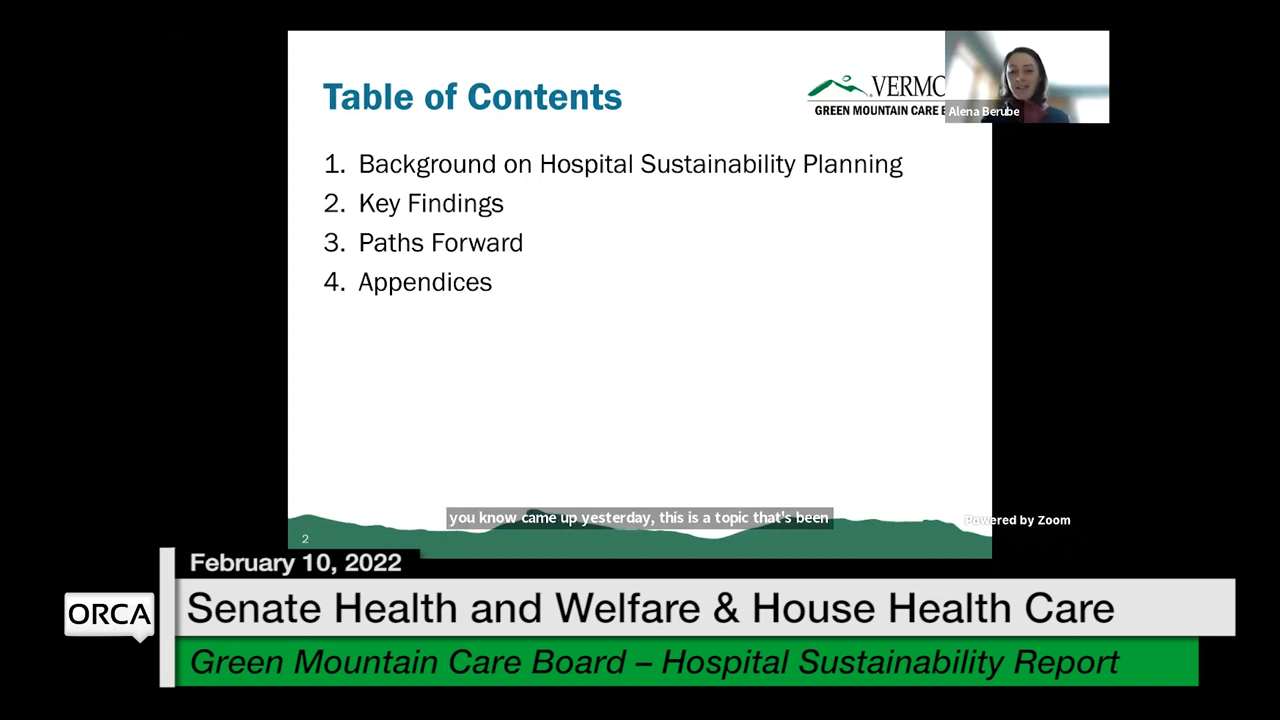 Table of Contents
VERMO
GREEN MOUNTAIN CARE B
Alena Berube
1. Background on Hospital Sustainability Planning
2. Key Findings
3. Paths Forward
4. Appendices
you know came up yesterday, this is a topic that's been
Powered by Zoom
2
February 10, 2022
ORCA
Senate Health and Welfare & House Health Care
Green Mountain Care Board – Hospital Sustainability Report